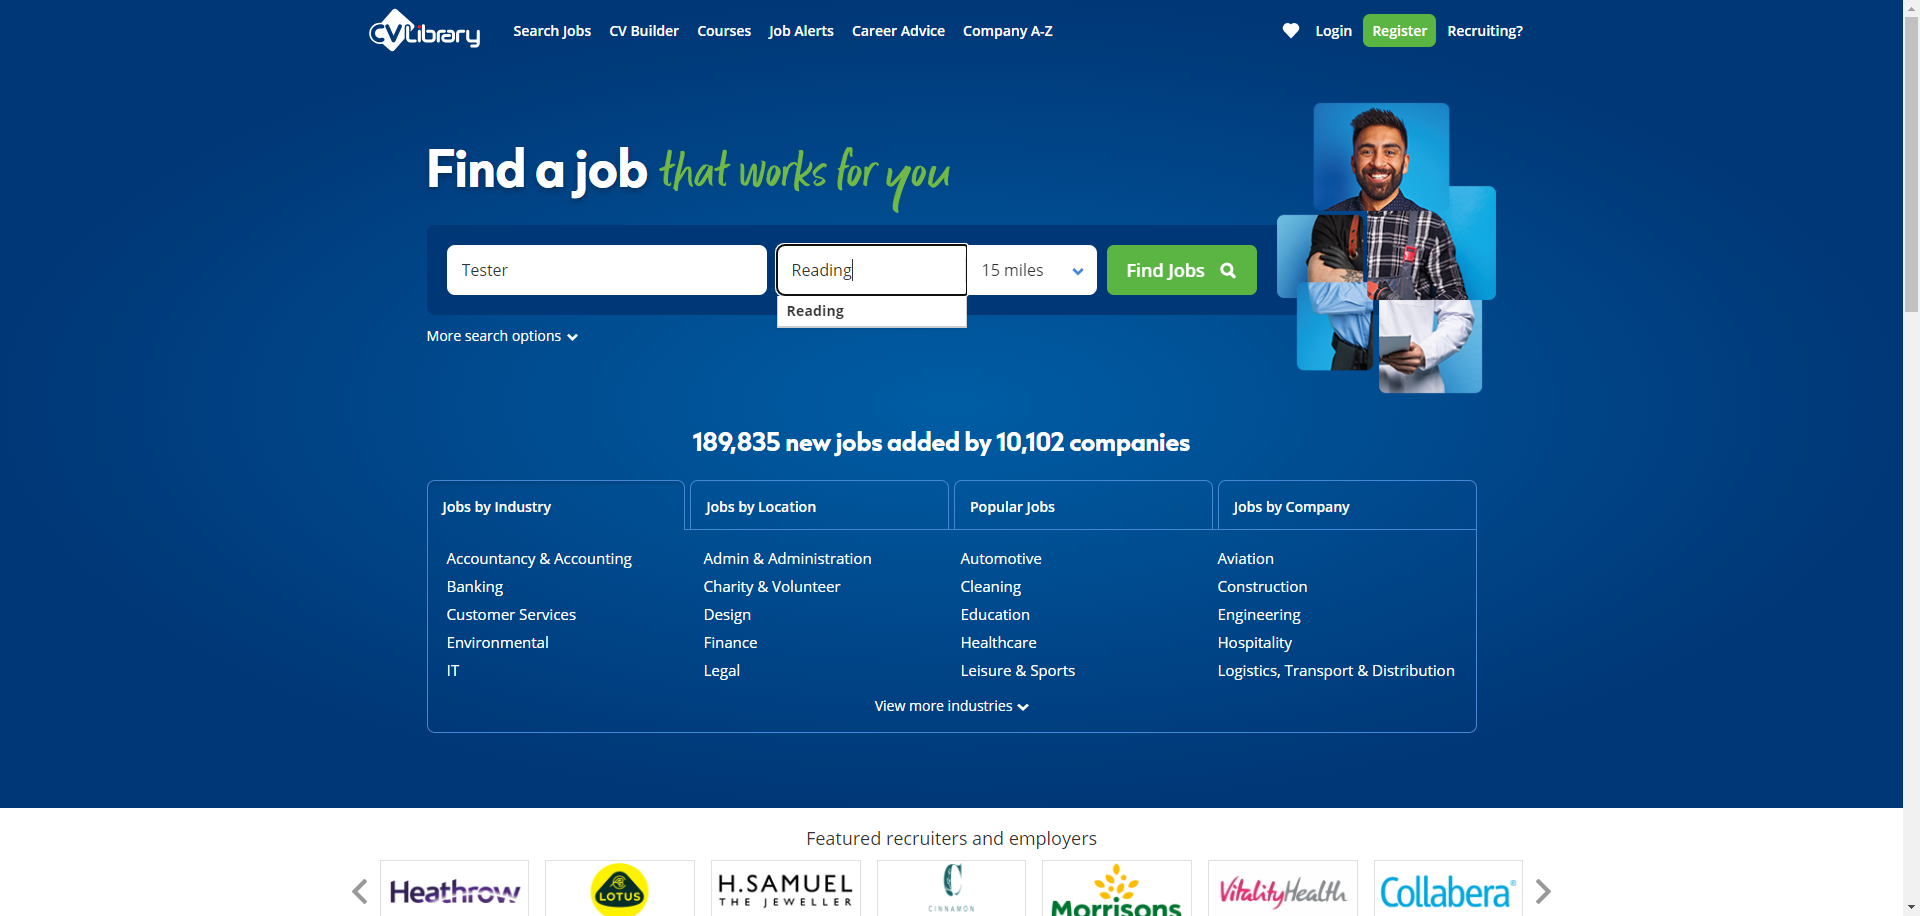 CVLibrary
Search Jobs
CV Builder
Courses
Job Alerts
Career Advice
Company A-Z
Login
Register
Recruiting?
Find a job that works for you
Tester
Reading
15 miles
Find Jobs
Reading
More search options
189,835 new jobs added by 10,102 companies
Jobs by Industry
Jobs by Location
Popular Jobs
Jobs by Company
Accountancy & Accounting
Admin & Administration
Automotive
Aviation
Banking
Charity & Volunteer
Cleaning
Construction
Customer Services
Design
Education
Engineering
Environmental
Finance
Healthcare
Hospitality
IT
Legal
Leisure & Sports
Logistics, Transport & Distribution
View more industries
Featured recruiters and employers
Heathrow
LOTUS
H.SAMUEL
THE JEWELLER
CINNAMON
Morrisons
VitalityHealth
Collabera®